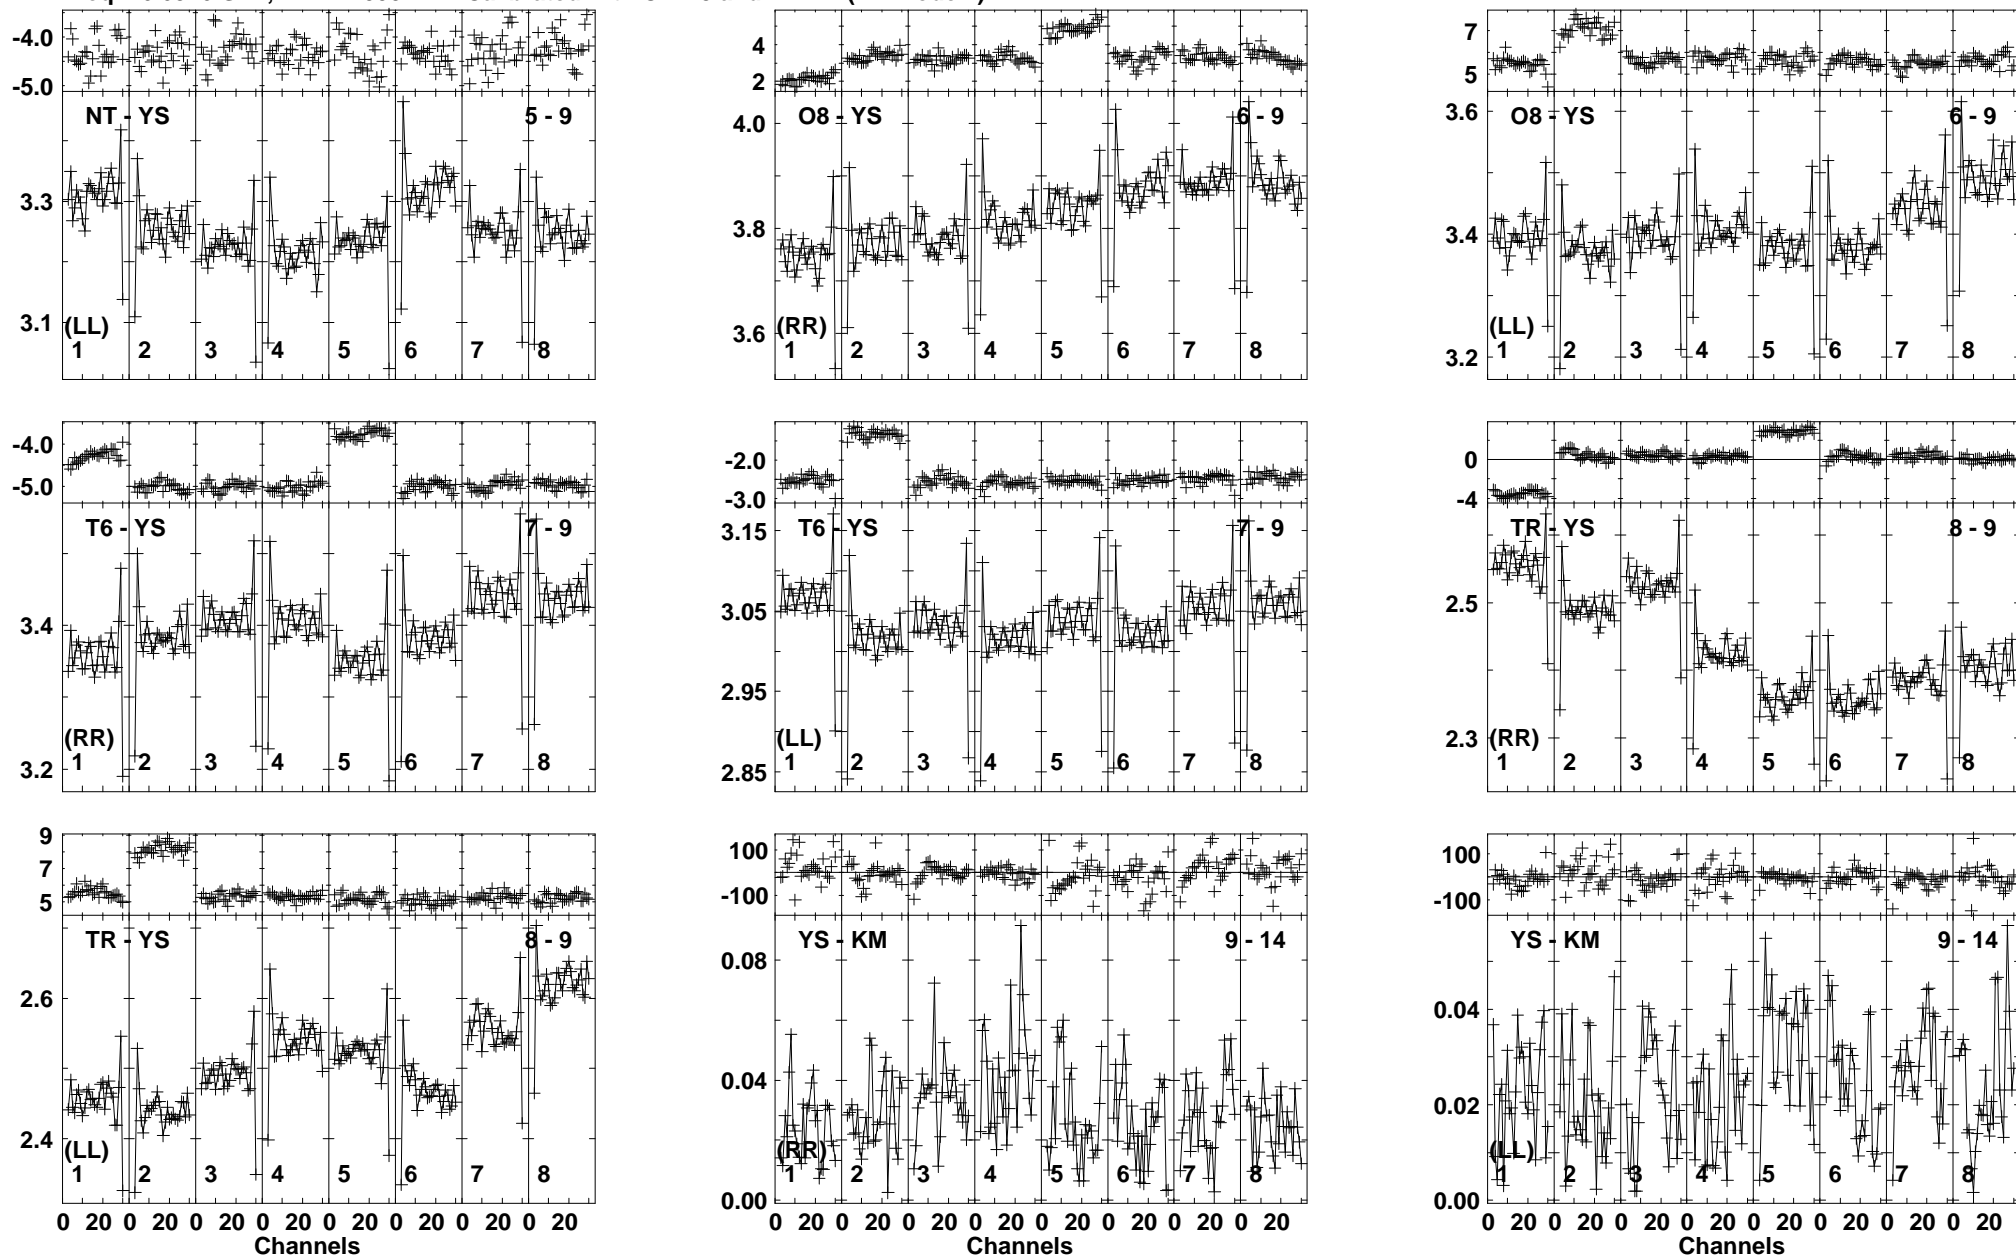 -4.0
-5.0
NT - YS 5 - 9
3.3
3.1
(LL)
1 2 3 4 5 6 7 8
4
2
O8 - YS 6 - 9
4.0
3.8
3.6
(RR)
1 2 3 4 5 6 7 8
7
5
O8 - YS 6 - 9
3.6
3.4
3.2
(LL)
1 2 3 4 5 6 7 8
-4.0
-5.0
T6 - YS 7 - 9
3.4
3.2
(RR)
1 2 3 4 5 6 7 8
-2.0
-3.0
T6 - YS 7 - 9
3.15
3.05
2.95
2.85
(LL)
1 2 3 4 5 6 7 8
0
-4
TR - YS 8 - 9
2.5
2.3
(RR)
1 2 3 4 5 6 7 8
9
7
5
TR - YS 8 - 9
2.6
2.4
(LL)
1 2 3 4 5 6 7 8
0 20 0 20 0 20 0 20 0 20 0 20 0 20 0 20
Channels
100
-100
YS - KM 9 - 14
0.08
0.04
0.00
(RR)
1 2 3 4 5 6 7 8
0 20 0 20 0 20 0 20 0 20 0 20 0 20 0 20
Channels
100
-100
YS - KM 9 - 14
0.04
0.02
0.00
(LL)
1 2 3 4 5 6 7 8
0 20 0 20 0 20 0 20 0 20 0 20 0 20 0 20
Channels